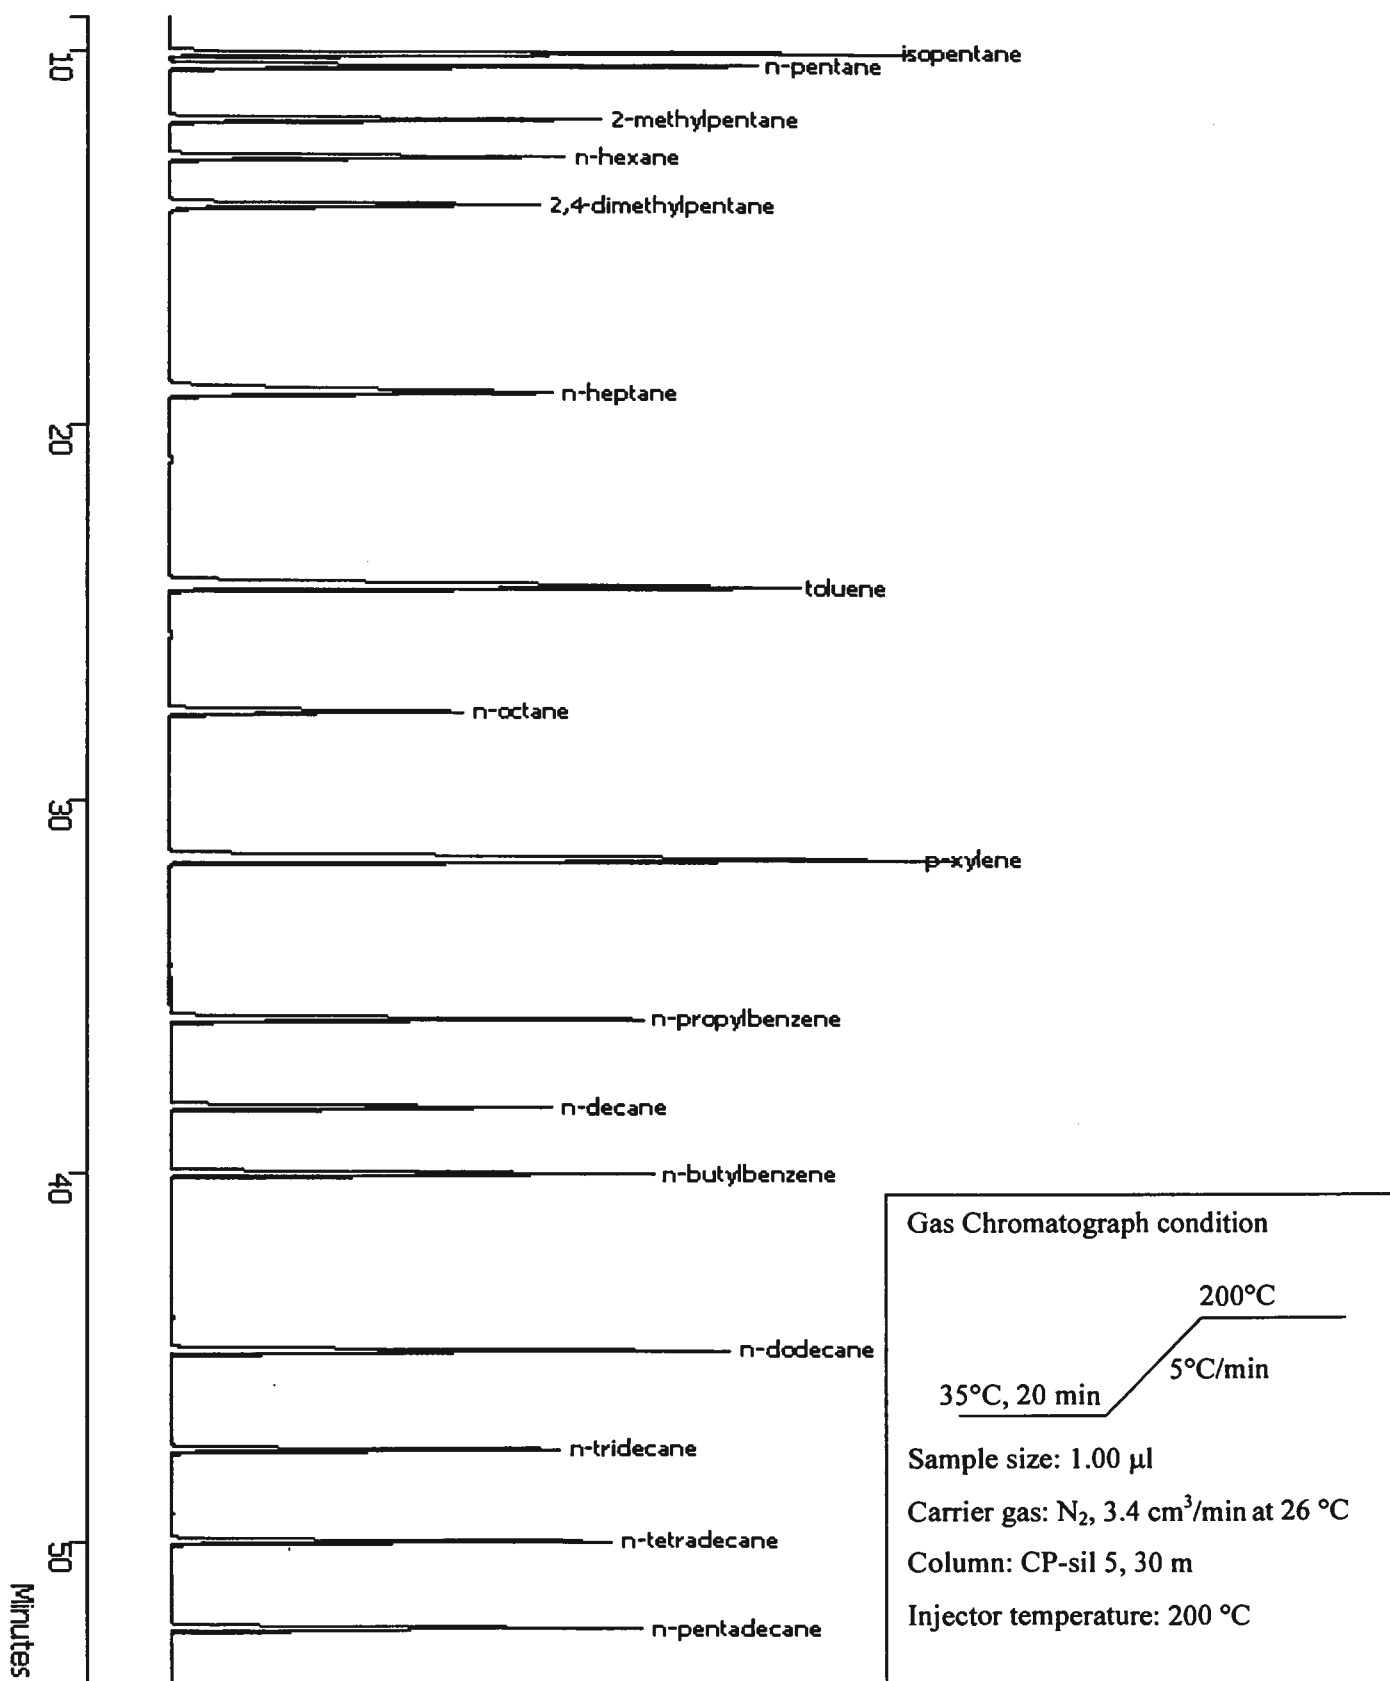 10
isopentane
n-pentane
2-methylpentane
n-hexane
2,4-dimethylpentane
n-heptane
20
toluene
n-octane
30
p-xylene
n-propylbenzene
n-decane
40
n-butylbenzene
n-dodecane
n-tridecane
50
n-tetradecane
n-pentadecane
Minutes
Gas Chromatograph condition
200°C
5°C/min
35°C, 20 min
Sample size: 1.00 µl
Carrier gas: N₂, 3.4 cm³/min at 26 °C
Column: CP-sil 5, 30 m
Injector temperature: 200 °C